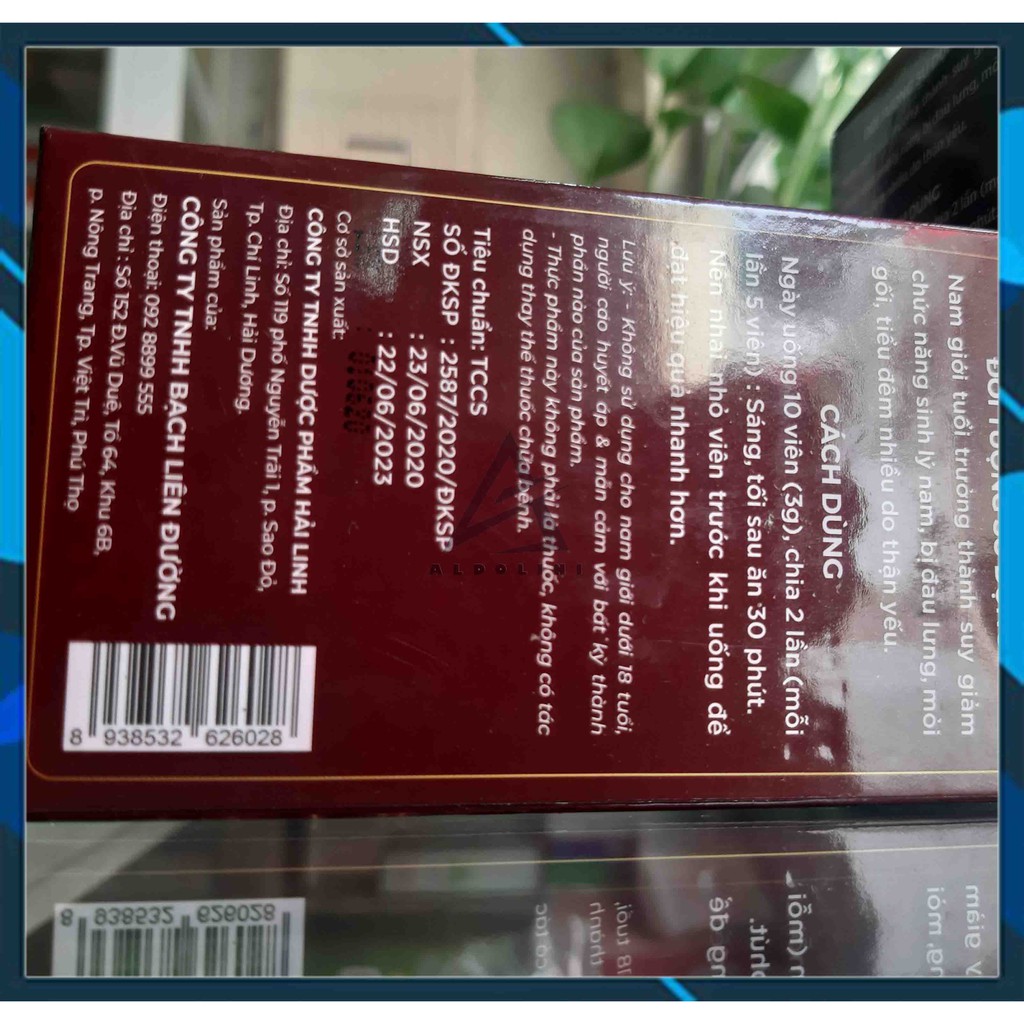 ĐỐI TƯỢNG SỬ DỤNG
Nam giới tuổi trưởng thành suy giảm
chức năng sinh lý nam, bị đau lưng, mỏi
gối, tiểu đêm nhiều do thận yếu.
CÁCH DÙNG
Ngày uống 10 viên (3g), chia 2 lần (mỗi
lần 5 viên) : Sáng, tối sau ăn 30 phút.
Nên nhai nhỏ viên trước khi uống để
đạt hiệu quả nhanh hơn.
Lưu ý:- Không sử dụng cho nam giới dưới 18 tuổi,
người cao huyết áp & mẫn cảm với bất kỳ thành
phần nào của sản phẩm.
- Thực phẩm này không phải là thuốc, không có tác
dụng thay thế thuốc chữa bệnh.
Tiêu chuẩn: TCCS
SỐ ĐKSP : 2587/2020/ĐKSP
NSX : 23/06/2020
HSD : 22/06/2023
Cơ sở sản xuất:
CÔNG TY TNHH DƯỢC PHẨM HẢI LINH
Địa chỉ: Số 119 phố Nguyễn Trãi 1, p. Sao Đỏ,
Tp. Chí Linh, Hải Dương.
Sản phẩm của:
CÔNG TY TNHH BẠCH LIÊN ĐƯỜNG
Điện thoại: 092 8899 555
Địa chỉ : Số 152 Đ.Vũ Duệ, Tổ 64, Khu 6B,
p. Nông Trang, Tp. Việt Trì, Phú Thọ
8 938532 626028
ALDOLINI